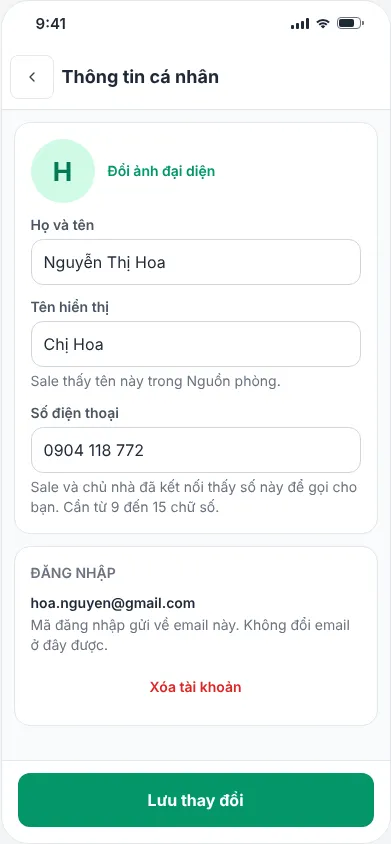 9:41
Thông tin cá nhân
H
Đổi ảnh đại diện
Họ và tên
Nguyễn Thị Hoa
Tên hiển thị
Chị Hoa
Sale thấy tên này trong Nguồn phòng.
Số điện thoại
0904 118 772
Sale và chủ nhà đã kết nối thấy số này để gọi cho
bạn. Cần từ 9 đến 15 chữ số.
ĐĂNG NHẬP
hoa.nguyen@gmail.com
Mã đăng nhập gửi về email này. Không đổi email
ở đây được.
Xóa tài khoản
Lưu thay đổi